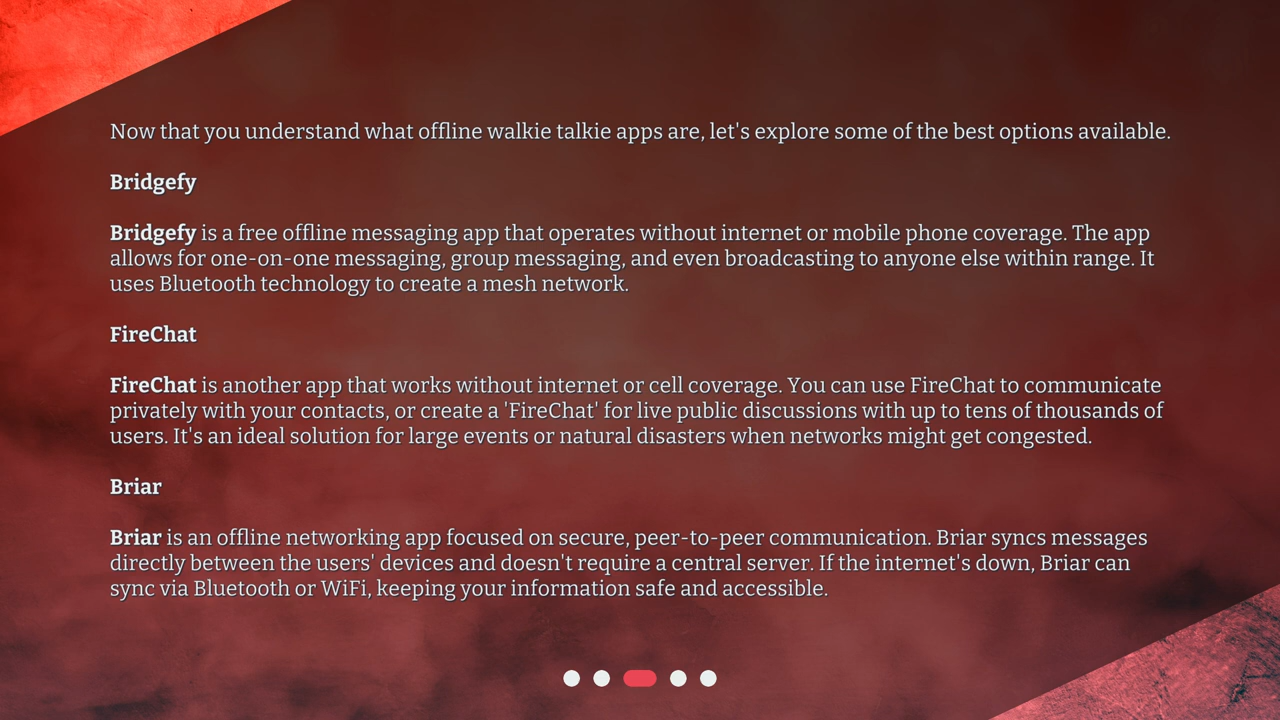 Now that you understand what offline walkie talkie apps are, let's explore some of the best options available.
Bridgefy
Bridgefy is a free offline messaging app that operates without internet or mobile phone coverage. The app
allows for one-on-one messaging, group messaging, and even broadcasting to anyone else within range. It
uses Bluetooth technology to create a mesh network.
FireChat
FireChat is another app that works without internet or cell coverage. You can use FireChat to communicate
privately with your contacts, or create a 'FireChat' for live public discussions with up to tens of thousands of
users. It's an ideal solution for large events or natural disasters when networks might get congested.
Briar
Briar is an offline networking app focused on secure, peer-to-peer communication. Briar syncs messages
directly between the users' devices and doesn't require a central server. If the internet's down, Briar can
sync via Bluetooth or WiFi, keeping your information safe and accessible.